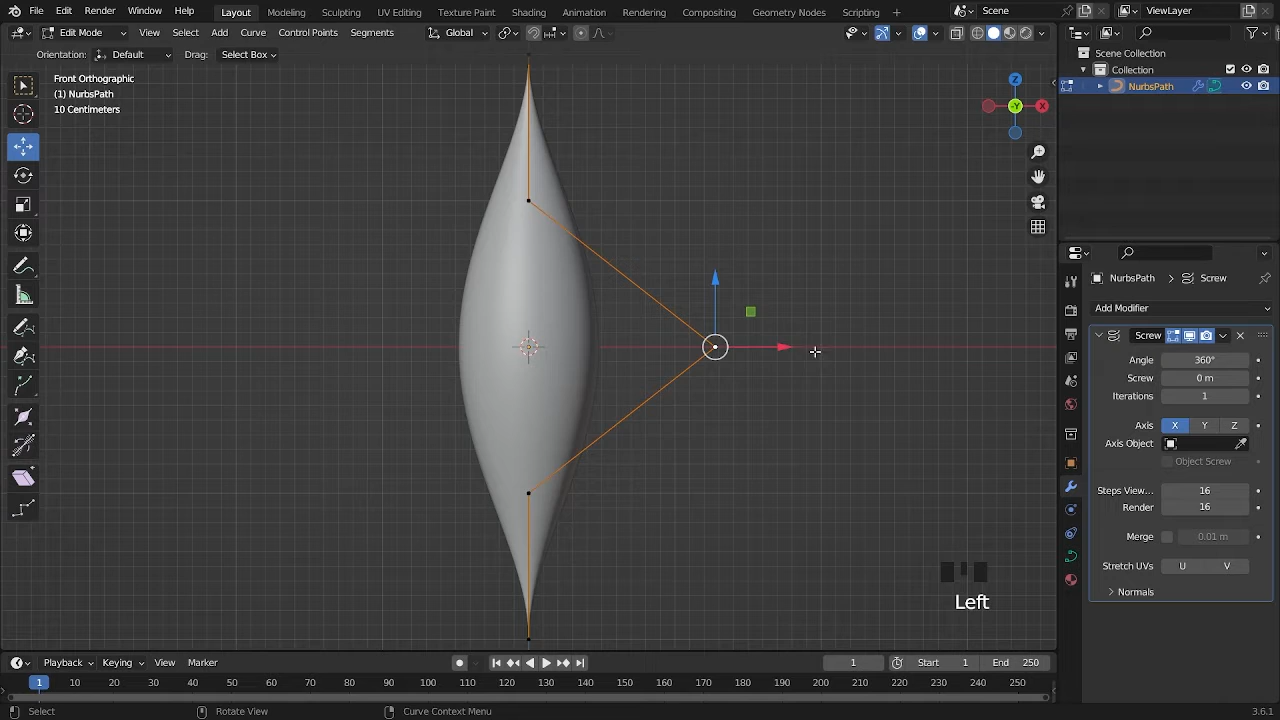 File Edit Render Window Help Layout Modeling Sculpting UV Editing Texture Paint Shading Animation Rendering Compositing Geometry Nodes Scripting + Scene ViewLayer
Edit Mode View Select Add Curve Control Points Segments Global
Orientation: Default Drag: Select Box
Front Orthographic
(1) NurbsPath
10 Centimeters
Z
-Y
X
Scene Collection
Collection
NurbsPath
NurbsPath Screw
Add Modifier
Screw
Angle 360°
Screw 0 m
Iterations 1
Axis X Y Z
Axis Object
Object Screw
Steps View... 16
Render 16
Merge 0.01 m
Stretch UVs U V
Normals
Left
Playback Keying View Marker 1 Start 1 End 250
1 10 20 30 40 50 60 70 80 90 100 110 120 130 140 150 160 170 180 190 200 210 220 230 240 250
Select Rotate View Curve Context Menu 3.6.1